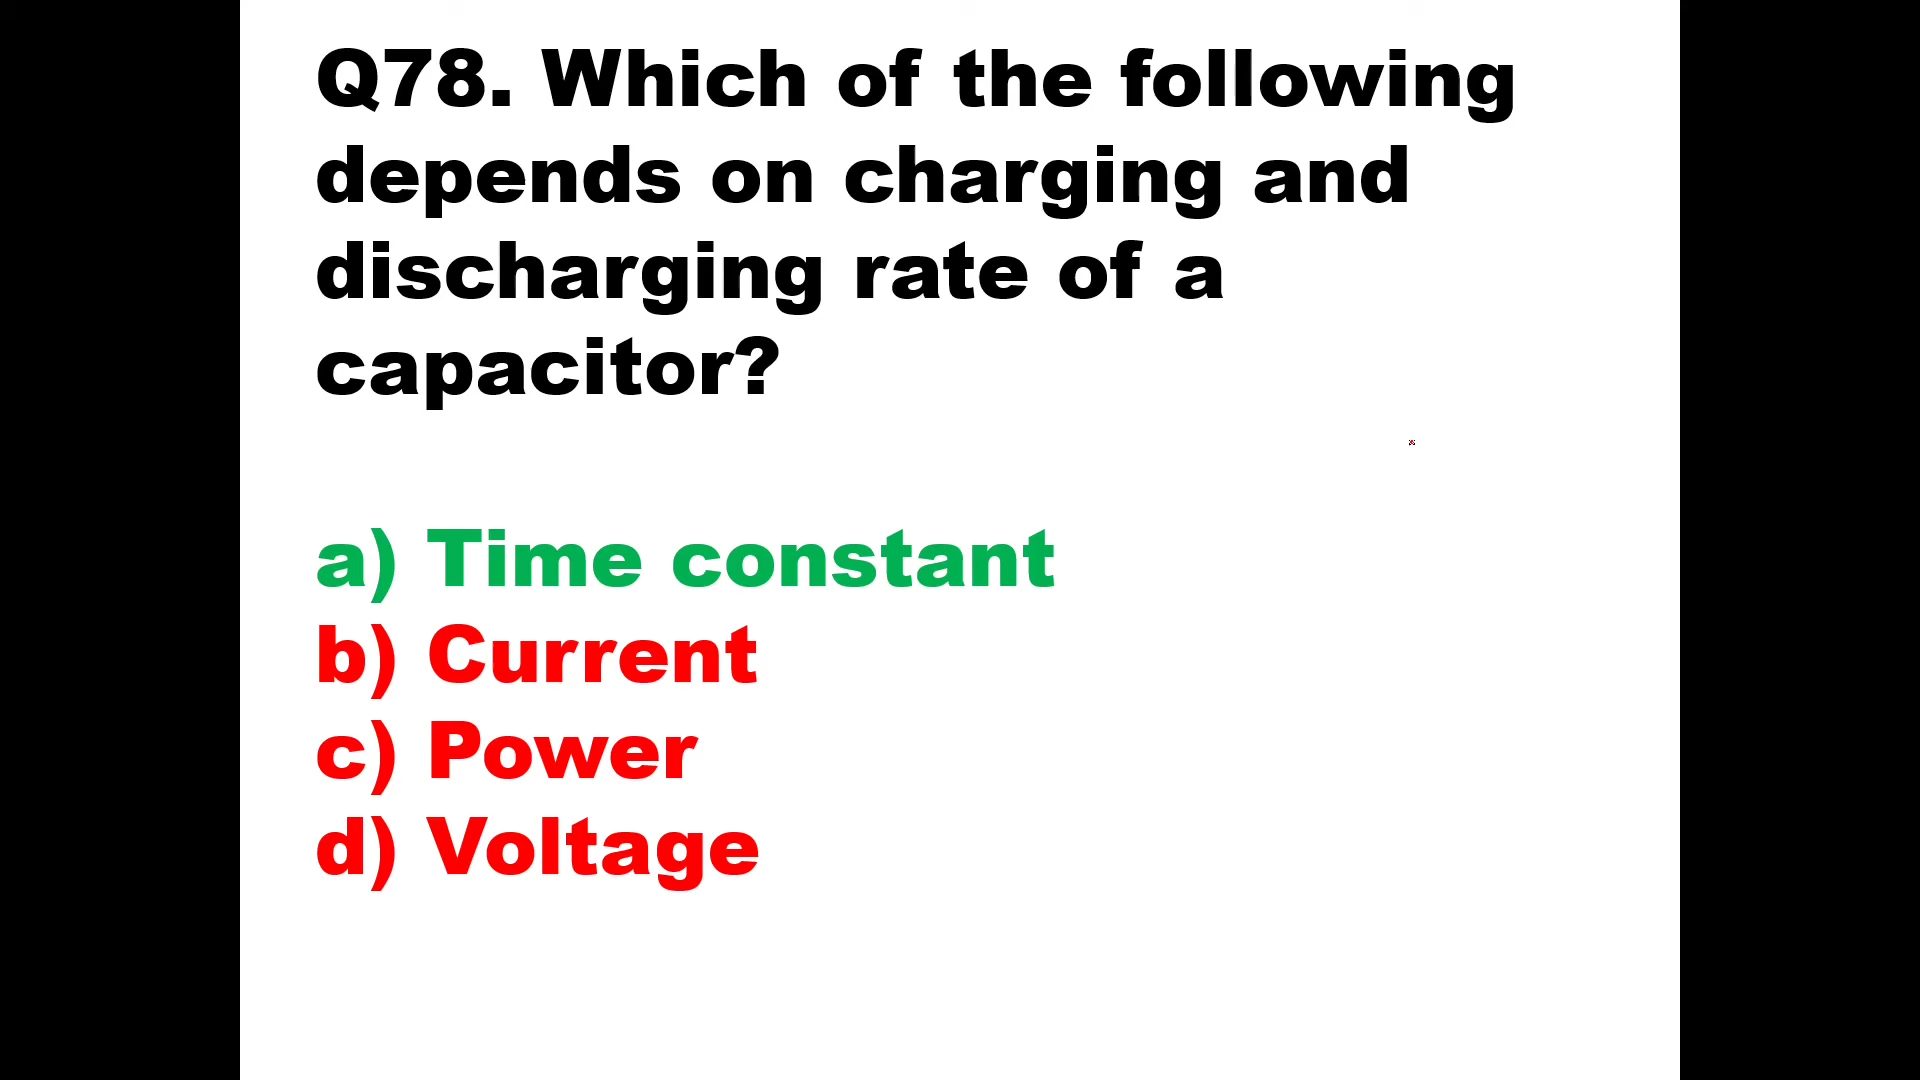 Q78. Which of the following
depends on charging and
discharging rate of a
capacitor?
a) Time constant
b) Current
c) Power
d) Voltage